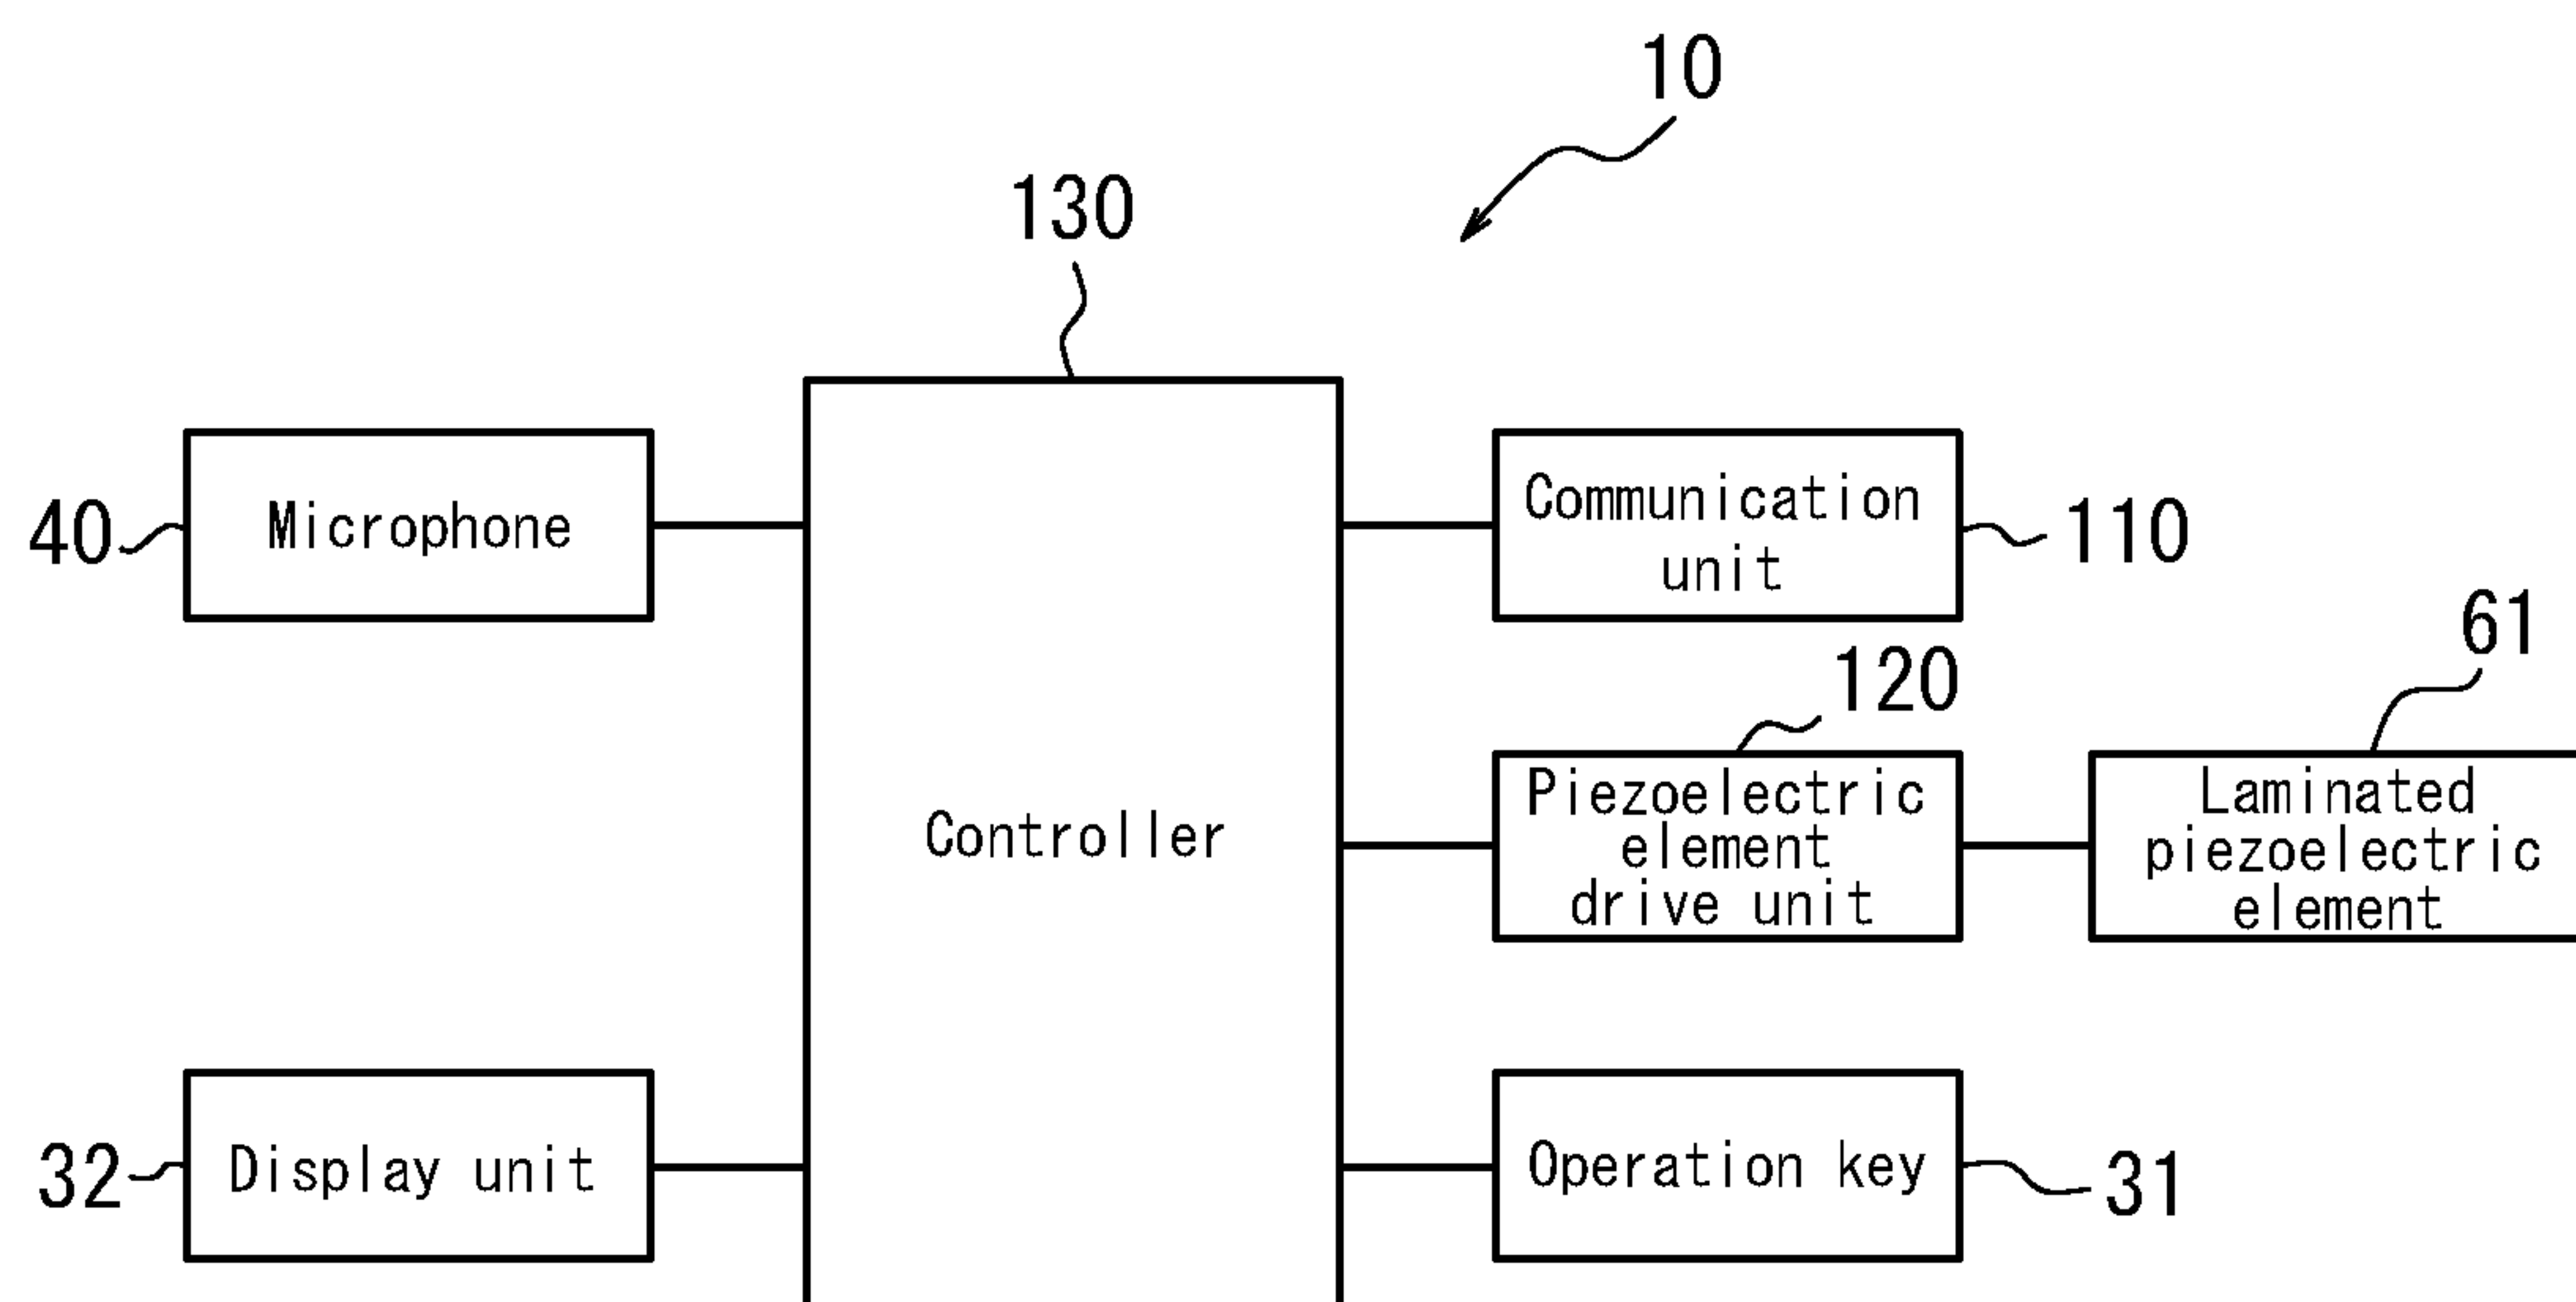 10
130
40
Microphone
Communication
unit
110
61
120
Piezoelectric
element
drive unit
Laminated
piezoelectric
element
Controller
32
Display unit
Operation key
31